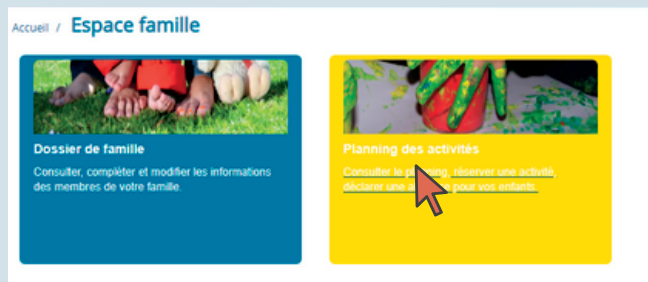 Accueil / Espace famille
Dossier de famille
Consulter, compléter et modifier les informations
des membres de votre famille.
Planning des activités
Consulter le planning, réserver une activité,
déclarer une pour vos enfants.